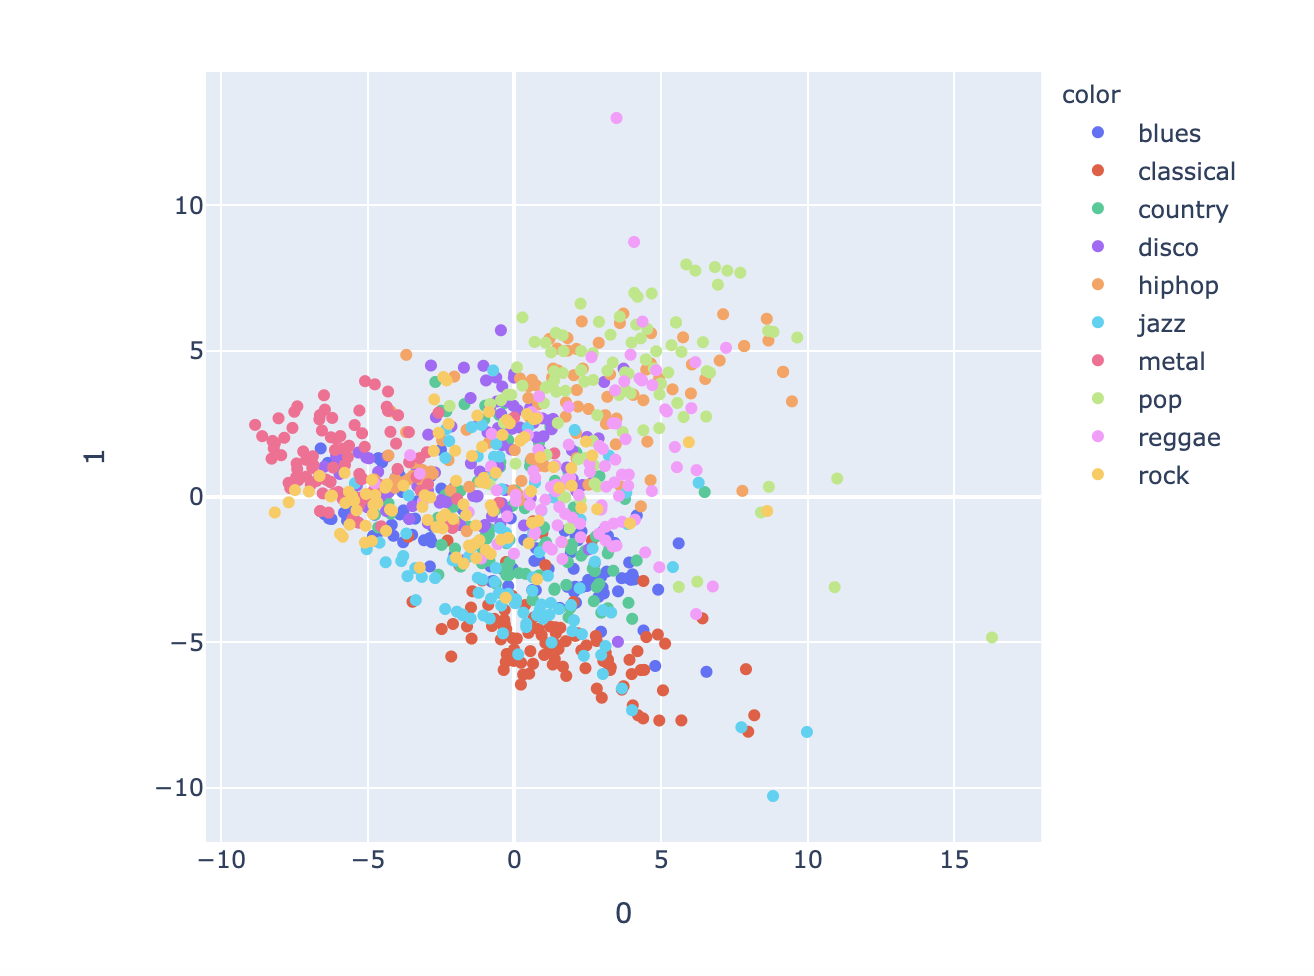 color
blues
classical
country
disco
hiphop
jazz
metal
pop
reggae
rock
10
5
0
−5
−10
1
−10 −5 0 5 10 15
0